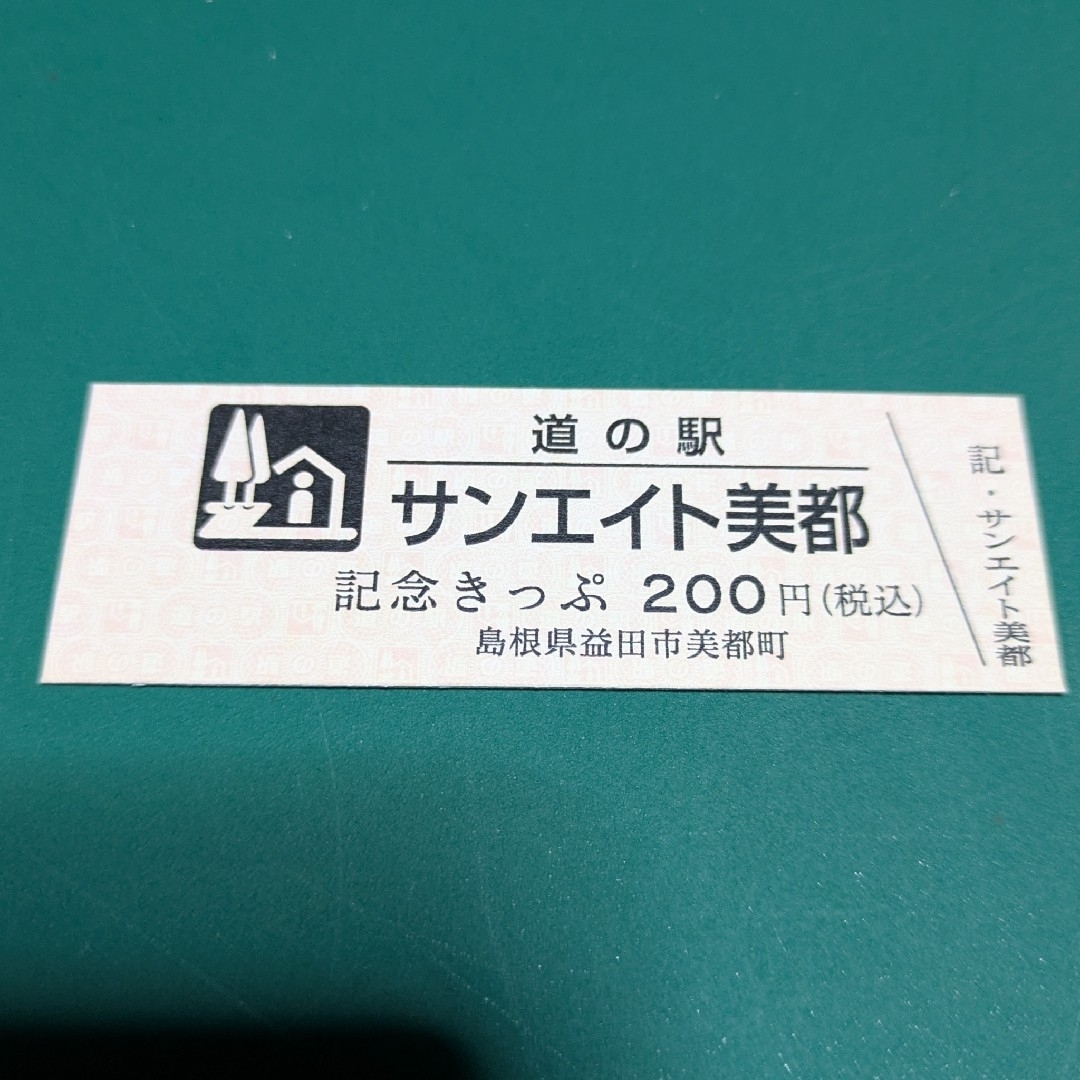 道の駅
サンエイト美都
記念きっぷ 200円(税込)
島根県益田市美都町
記・サンエイト美都